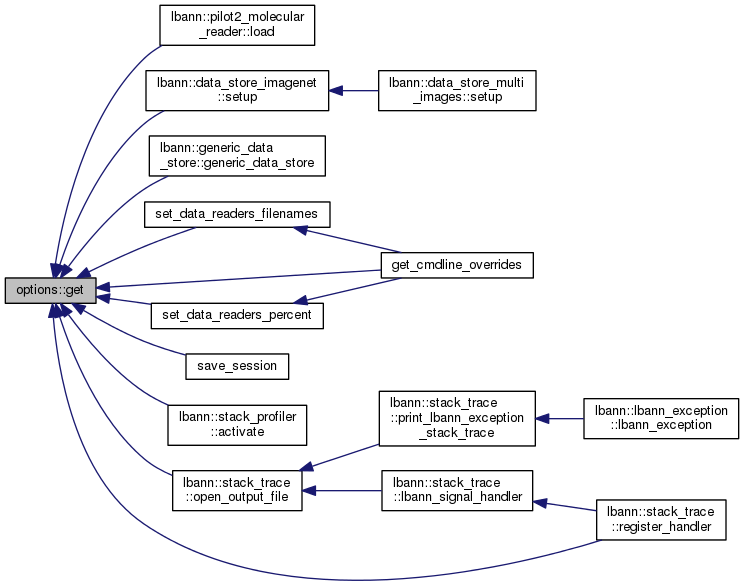 lbann::pilot2_molecular
_reader::load
lbann::data_store_imagenet
::setup
lbann::data_store_multi
_images::setup
lbann::generic_data
_store::generic_data_store
set_data_readers_filenames
get_cmdline_overrides
options::get
set_data_readers_percent
save_session
lbann::stack_profiler
::activate
lbann::stack_trace
::print_lbann_exception
_stack_trace
lbann::lbann_exception
::lbann_exception
lbann::stack_trace
::open_output_file
lbann::stack_trace
::lbann_signal_handler
lbann::stack_trace
::register_handler